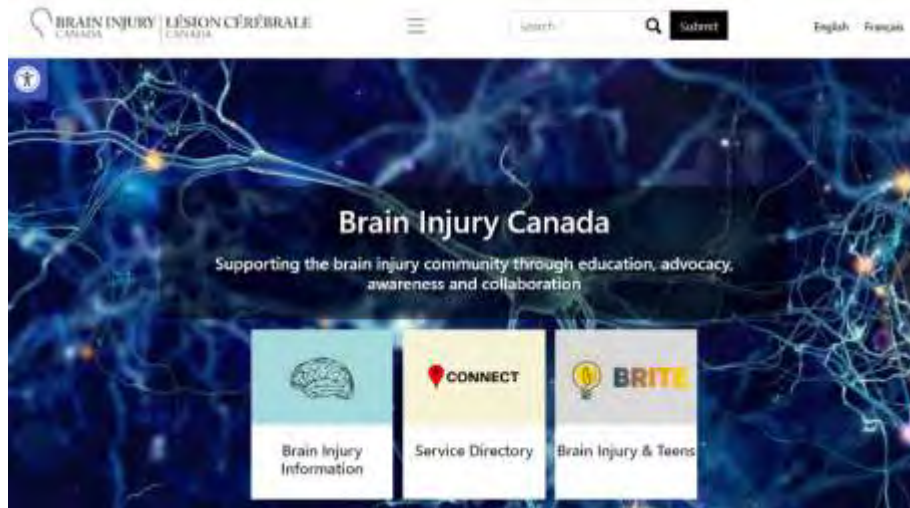 BRAIN INJURY
CANADA
LÉSION CÉRÉBRALE
CANADA
Search
Submit
English Français
Brain Injury Canada
Supporting the brain injury community through education, advocacy,
awareness and collaboration
CONNECT
BRITE
Brain Injury
Information
Service Directory
Brain Injury & Teens